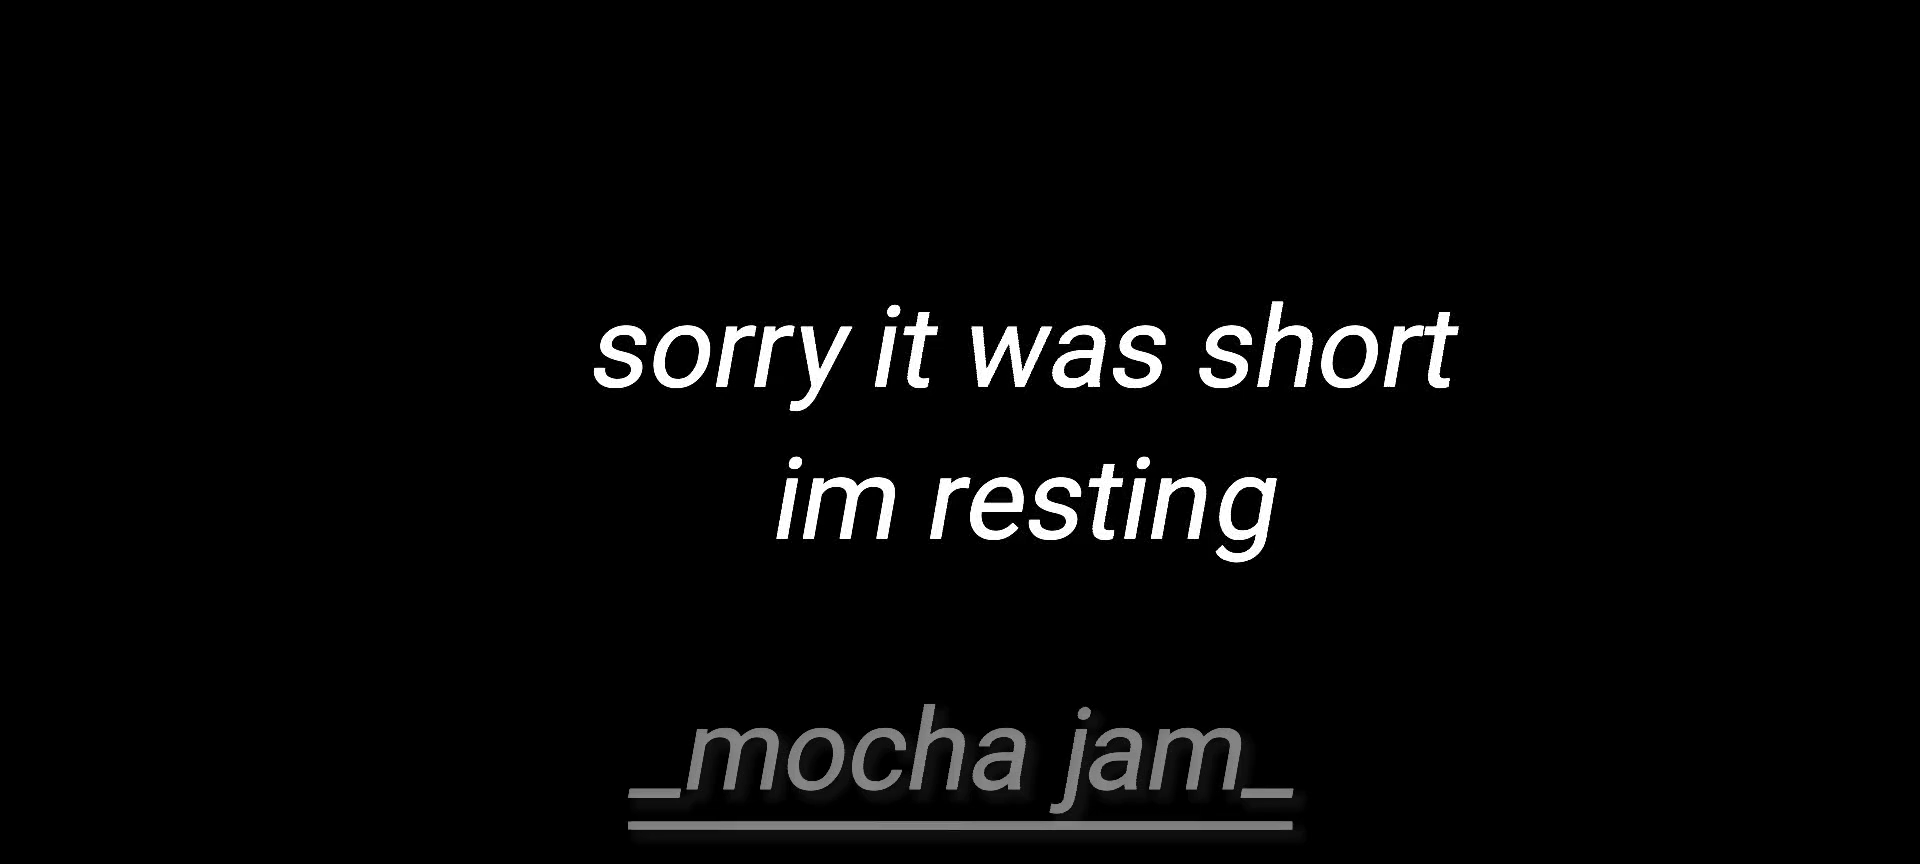 sorry it was short
im resting
_mocha jam_